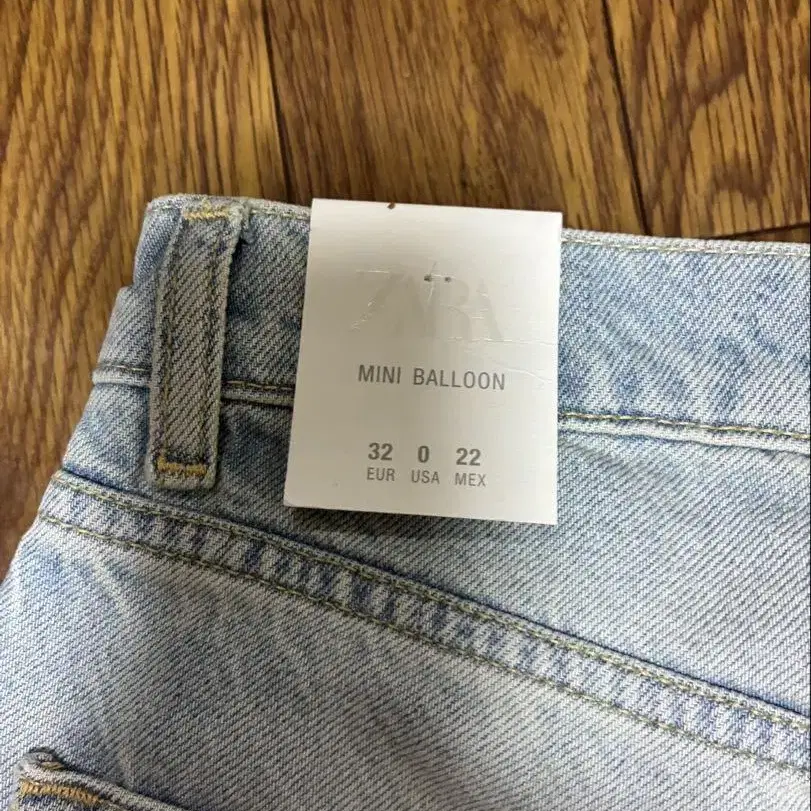 ZARA
MINI BALLOON
32 0 22
EUR USA MEX